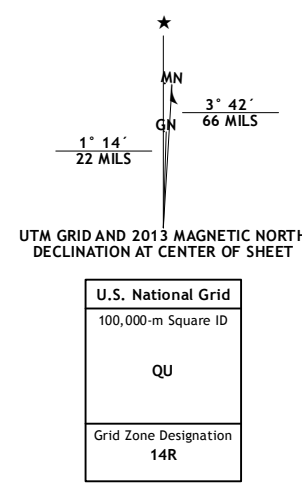 ★
MN
GN
3° 42´
66 MILS
1° 14´
22 MILS
UTM GRID AND 2013 MAGNETIC NORTH
DECLINATION AT CENTER OF SHEET
U.S. National Grid
100,000-m Square ID
QU
Grid Zone Designation
14R